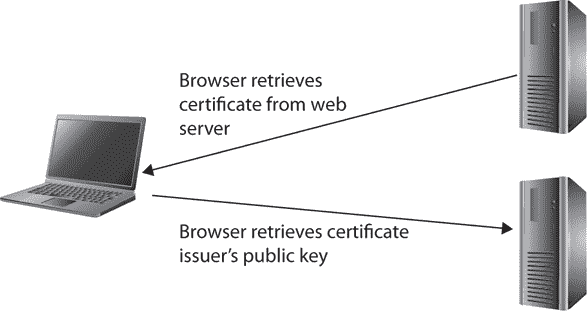 Browser retrieves
certificate from web
server
Browser retrieves certificate
issuer's public key